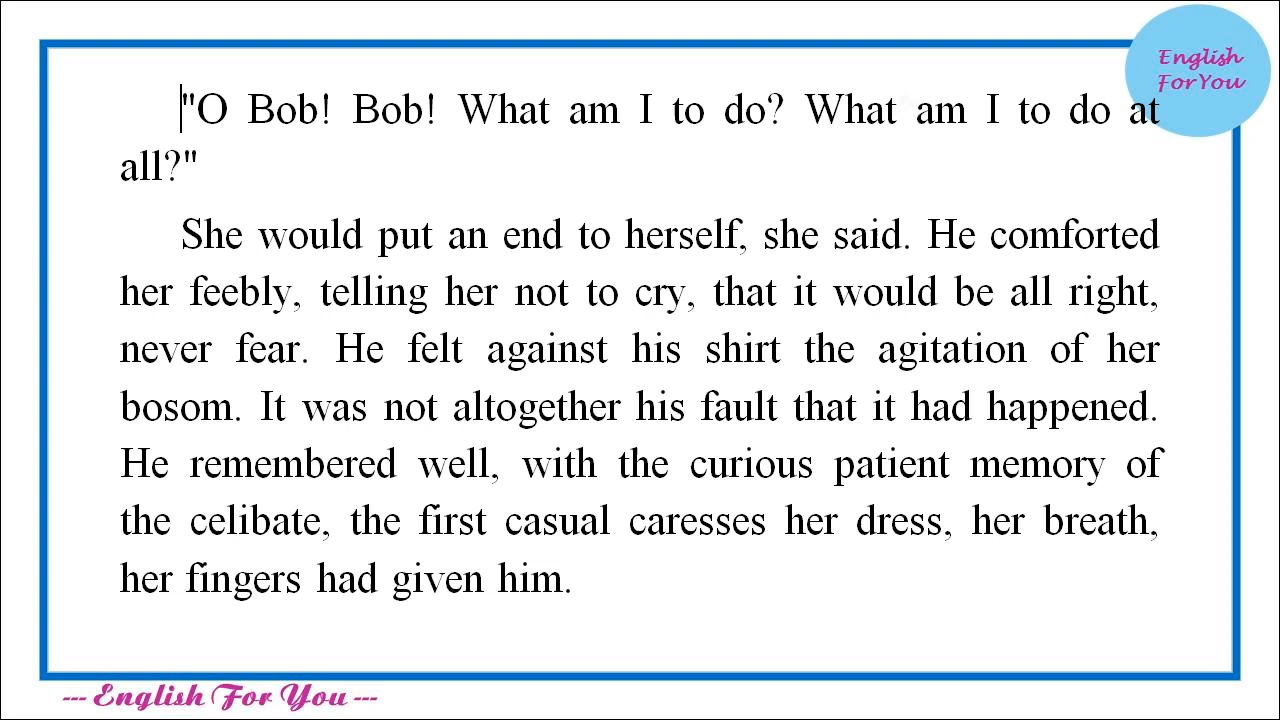 English
ForYou
"O Bob! Bob! What am I to do? What am I to do at
all?"
She would put an end to herself, she said. He comforted
her feebly, telling her not to cry, that it would be all right,
never fear. He felt against his shirt the agitation of her
bosom. It was not altogether his fault that it had happened.
He remembered well, with the curious patient memory of
the celibate, the first casual caresses her dress, her breath,
her fingers had given him.
--- English For You ---